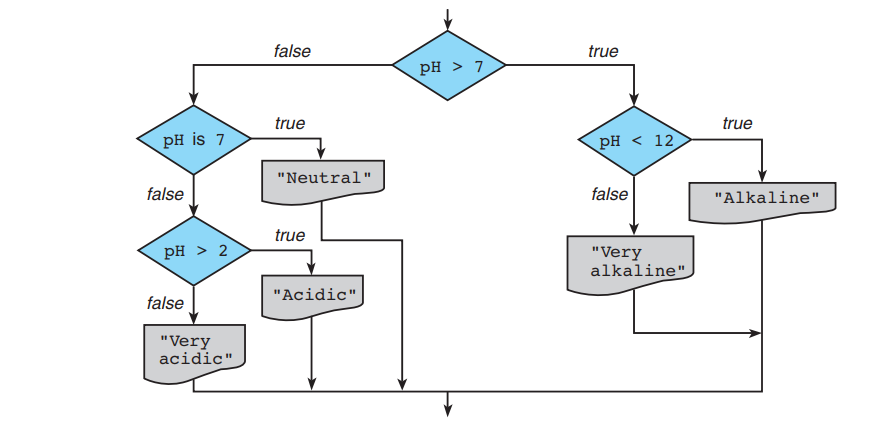 false
pH > 7
true
pH is 7
true
pH < 12
true
"Neutral"
false
false
"Alkaline"
pH > 2
true
"Very
alkaline"
"Acidic"
false
"Very
acidic"